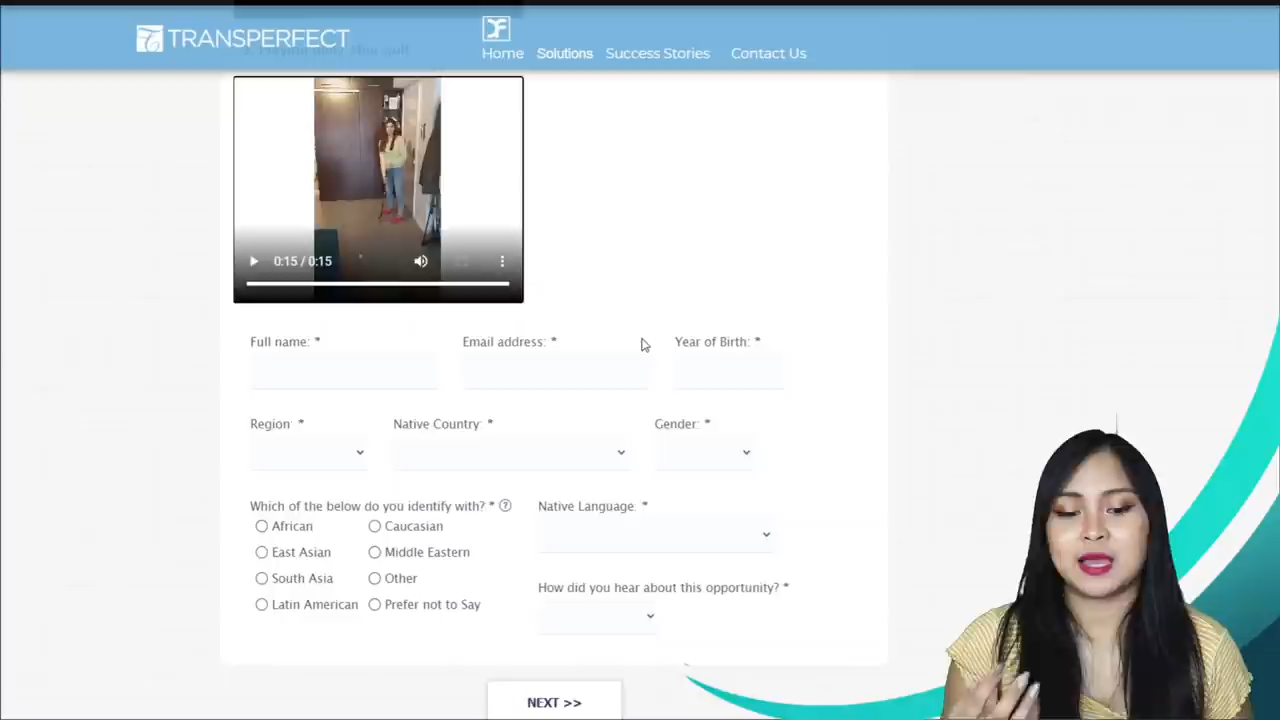 TRANSPERFECT
Home Solutions Success Stories Contact Us
0:15 / 0:15
Full name: * Email address: * Year of Birth: *
Region: * Native Country: * Gender: *
Which of the below do you identify with? * ? Native Language: *
African Caucasian
East Asian Middle Eastern
South Asia Other
Latin American Prefer not to Say
How did you hear about this opportunity? *
NEXT >>